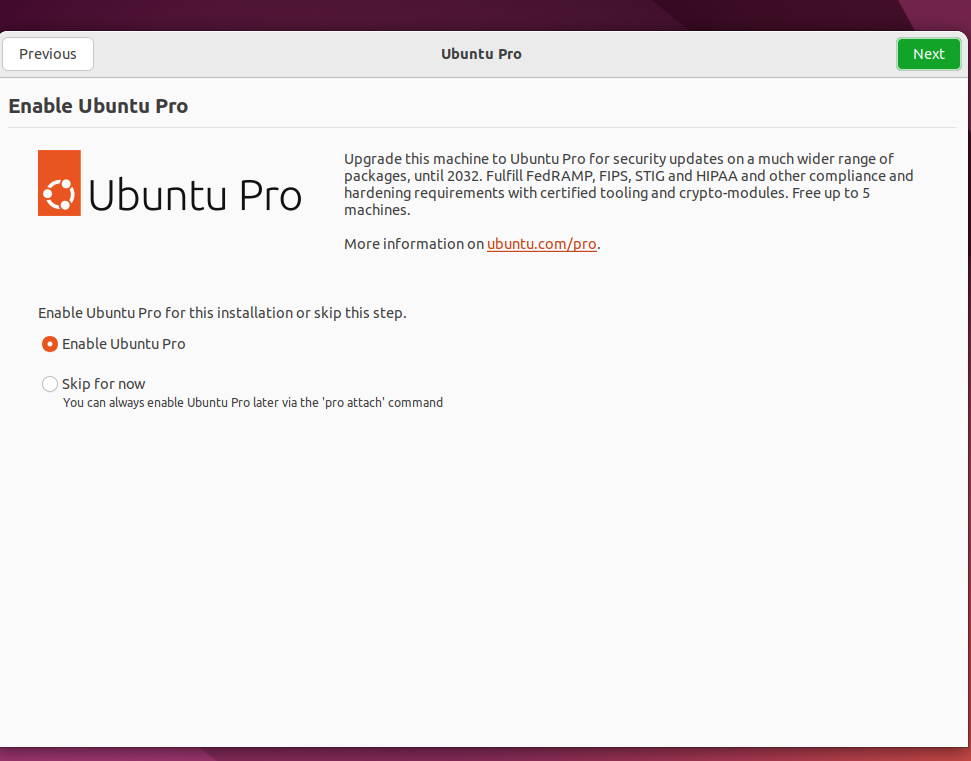 Previous
Ubuntu Pro
Next
Enable Ubuntu Pro
Ubuntu Pro
Upgrade this machine to Ubuntu Pro for security updates on a much wider range of
packages, until 2032. Fulfill FedRAMP, FIPS, STIG and HIPAA and other compliance and
hardening requirements with certified tooling and crypto-modules. Free up to 5
machines.
More information on ubuntu.com/pro.
Enable Ubuntu Pro for this installation or skip this step.
Enable Ubuntu Pro
Skip for now
You can always enable Ubuntu Pro later via the 'pro attach' command